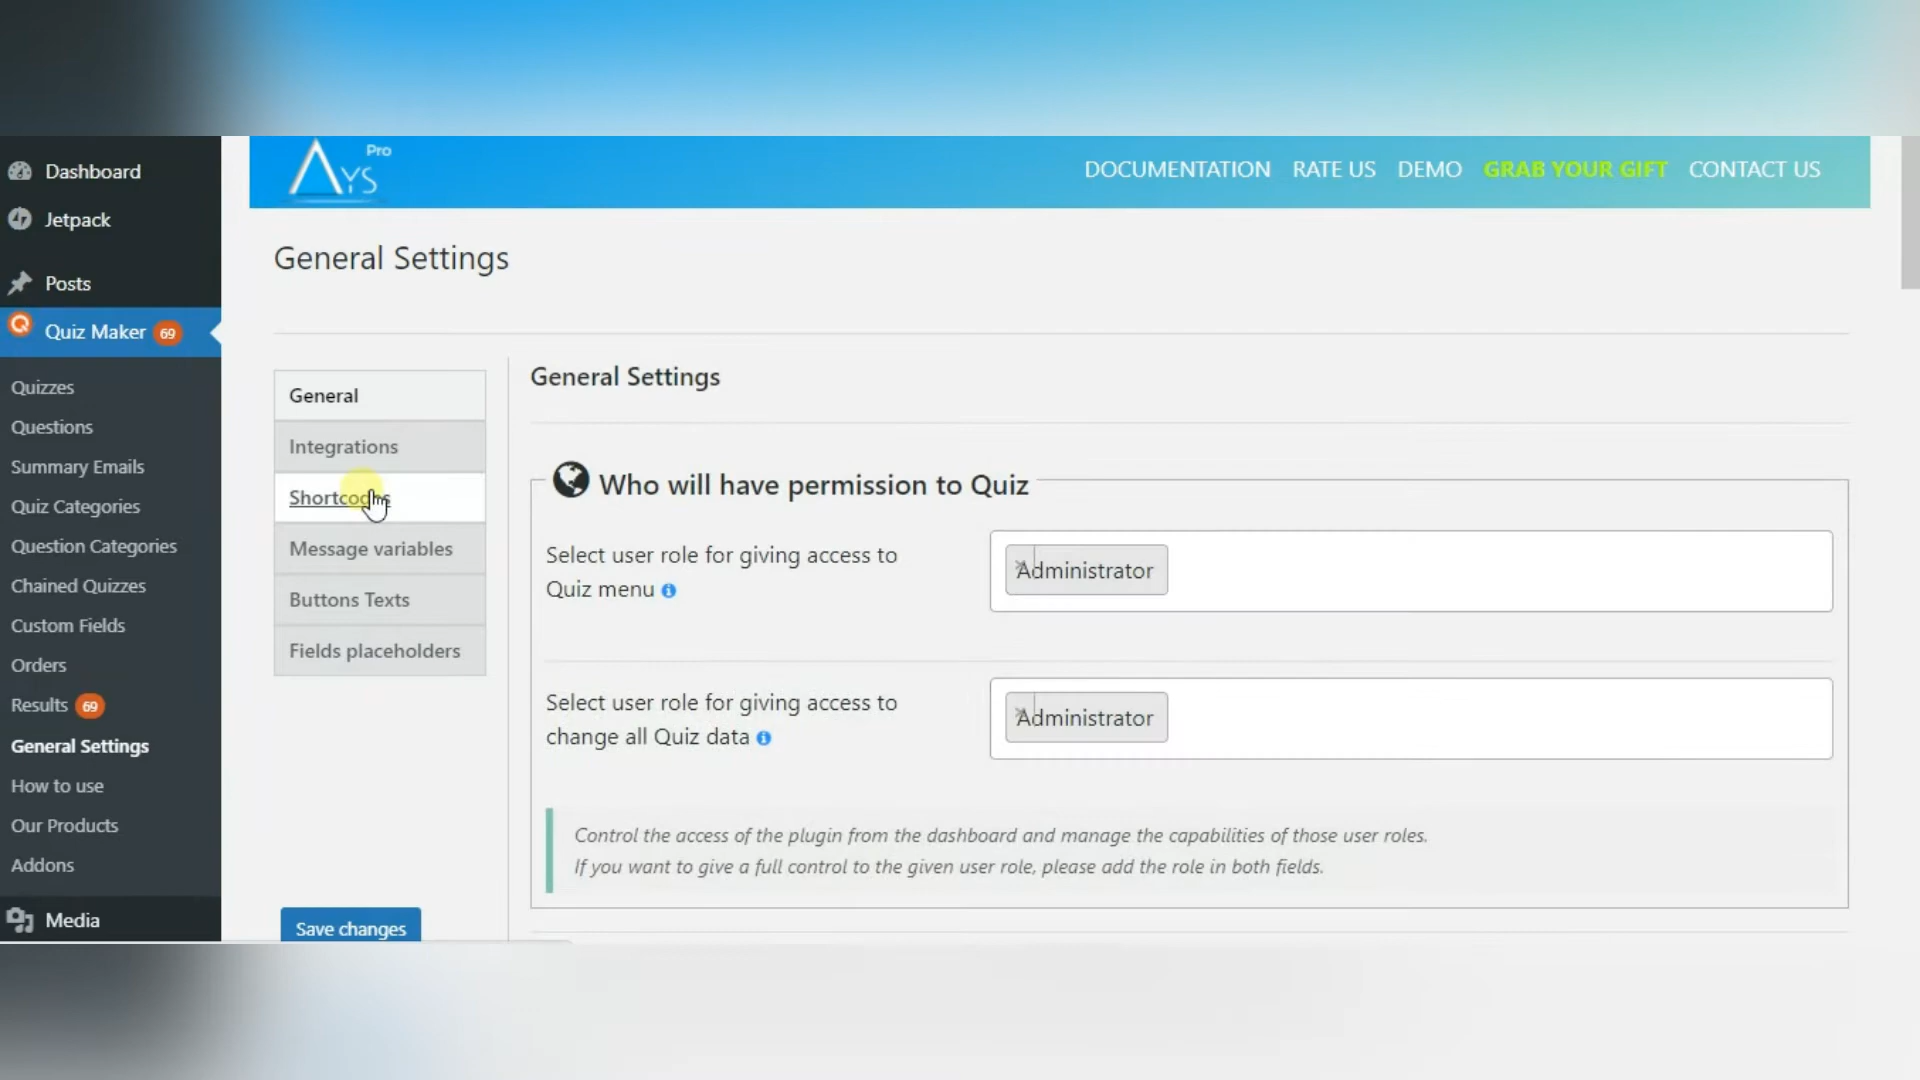 Dashboard
Jetpack
Posts
Quiz Maker 69
Quizzes
Questions
Summary Emails
Quiz Categories
Question Categories
Chained Quizzes
Custom Fields
Orders
Results 69
General Settings
How to use
Our Products
Addons
Media
AYS Pro
DOCUMENTATION RATE US DEMO GRAB YOUR GIFT CONTACT US
General Settings
General
Integrations
Shortcodes
Message variables
Buttons Texts
Fields placeholders
Save changes
General Settings
Who will have permission to Quiz
Select user role for giving access to
Quiz menu
Administrator
Select user role for giving access to
change all Quiz data
Administrator
Control the access of the plugin from the dashboard and manage the capabilities of those user roles.
If you want to give a full control to the given user role, please add the role in both fields.